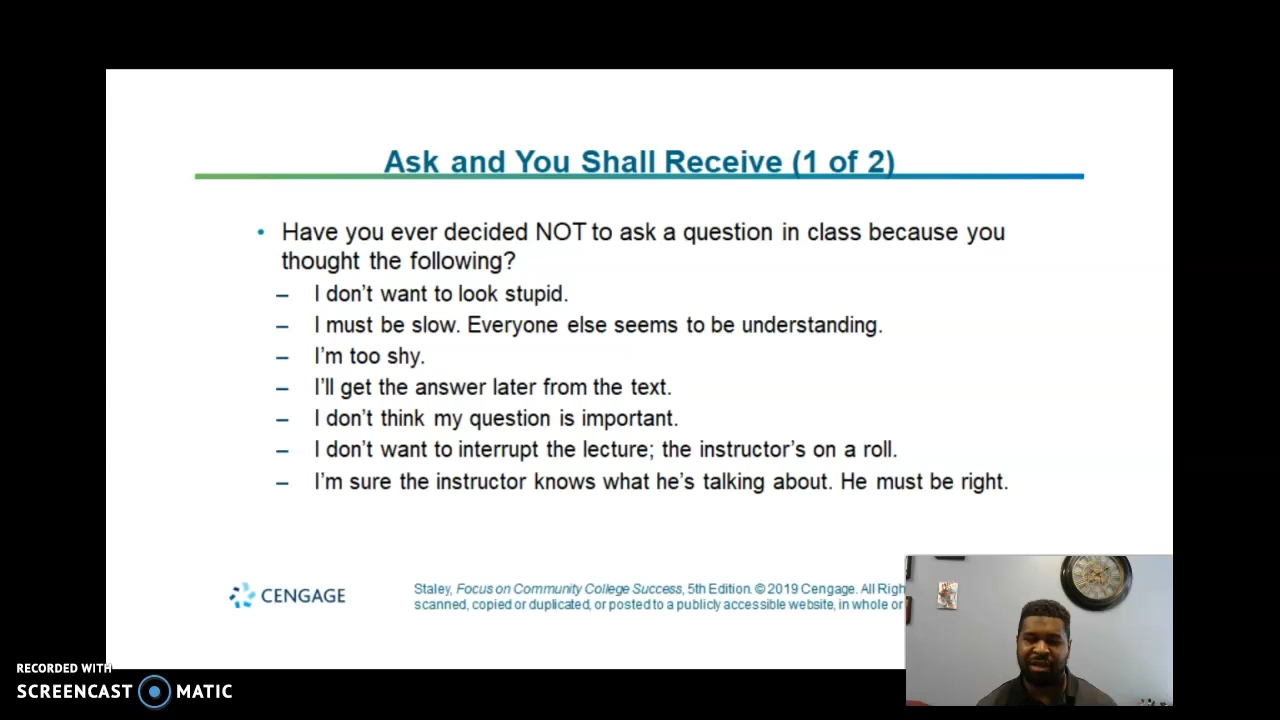 Ask and You Shall Receive (1 of 2)
• Have you ever decided NOT to ask a question in class because you
thought the following?
– I don't want to look stupid.
– I must be slow. Everyone else seems to be understanding.
– I'm too shy.
– I'll get the answer later from the text.
– I don't think my question is important.
– I don't want to interrupt the lecture; the instructor's on a roll.
– I'm sure the instructor knows what he's talking about. He must be right.
CENGAGE
Staley, Focus on Community College Success, 5th Edition. © 2019 Cengage. All
scanned, copied or duplicated, or posted to a publicly accessible website, in whole or
RECORDED WITH
SCREENCAST MATIC